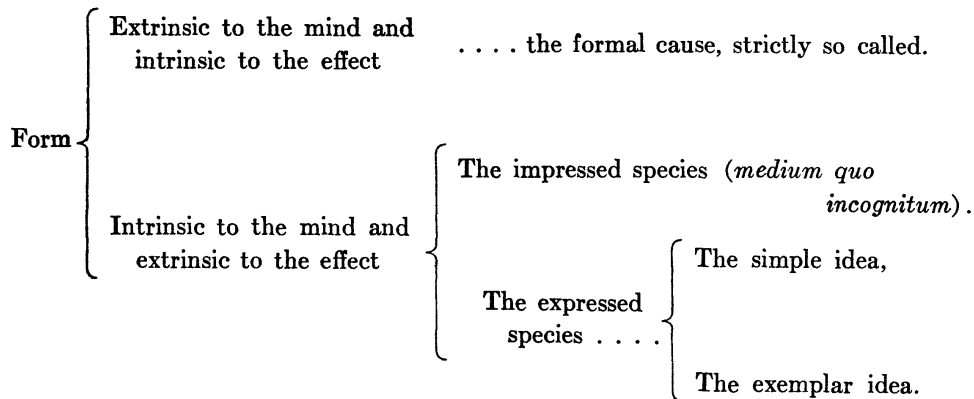 Extrinsic to the mind and
intrinsic to the effect
. . . . the formal cause, strictly so called.
Form
The impressed species (medium quo
incognitum).
Intrinsic to the mind and
extrinsic to the effect
The simple idea,
The expressed
species . . . .
The exemplar idea.